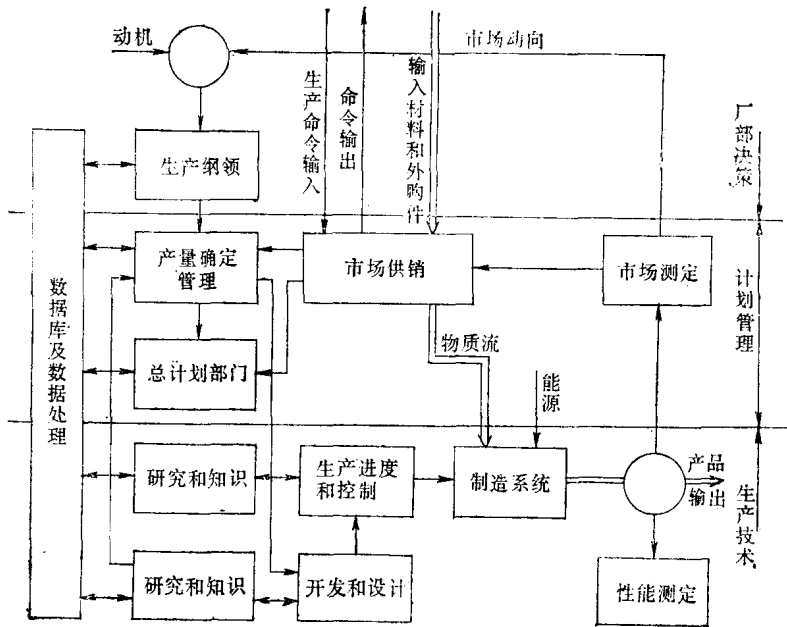 动机
市场动向
生产命令输入
命令输出
输入材料和外购件
厂部决策
生产纲领
产量确定
管理
市场供销
市场测定
计划管理
数据库及数据处理
物质流
总计划部门
能源
研究和知识
生产进度
和控制
制造系统
产品
输出
生产技术
研究和知识
开发和设计
性能测定